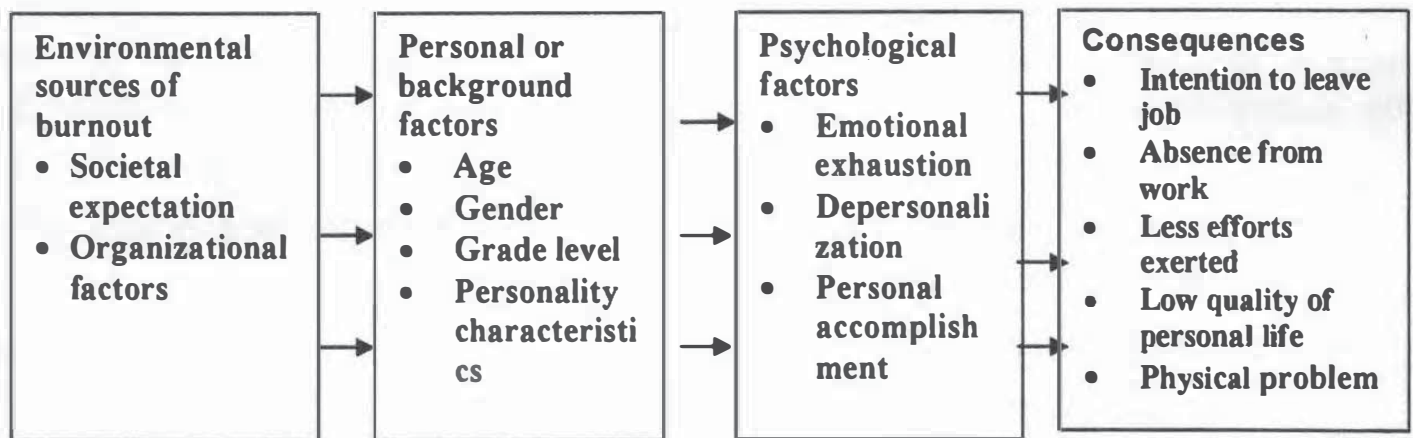 Environmental
sources of
burnout
• Societal
expectation
• Organizational
factors
Personal or
background
factors
• Age
• Gender
• Grade level
• Personality
characteristi
cs
Psychological
factors
• Emotional
exhaustion
• Depersonali
zation
• Personal
accomplish
ment
Consequences
• Intention to leave
job
• Absence from
work
• Less efforts
exerted
• Low quality of
personal life
• Physical problem